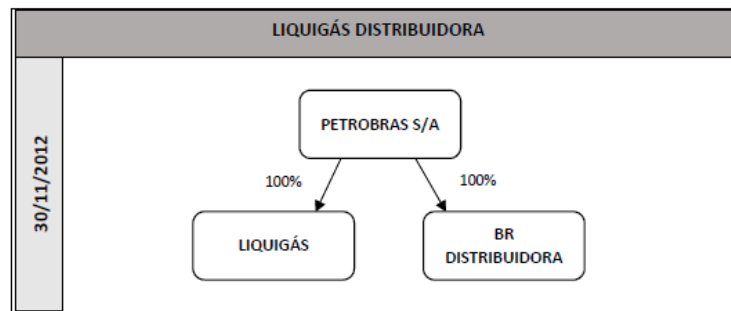 LIQUIGÁS DISTRIBUIDORA
30/11/2012
PETROBRAS S/A
100%
100%
LIQUIGÁS
BR
DISTRIBUIDORA